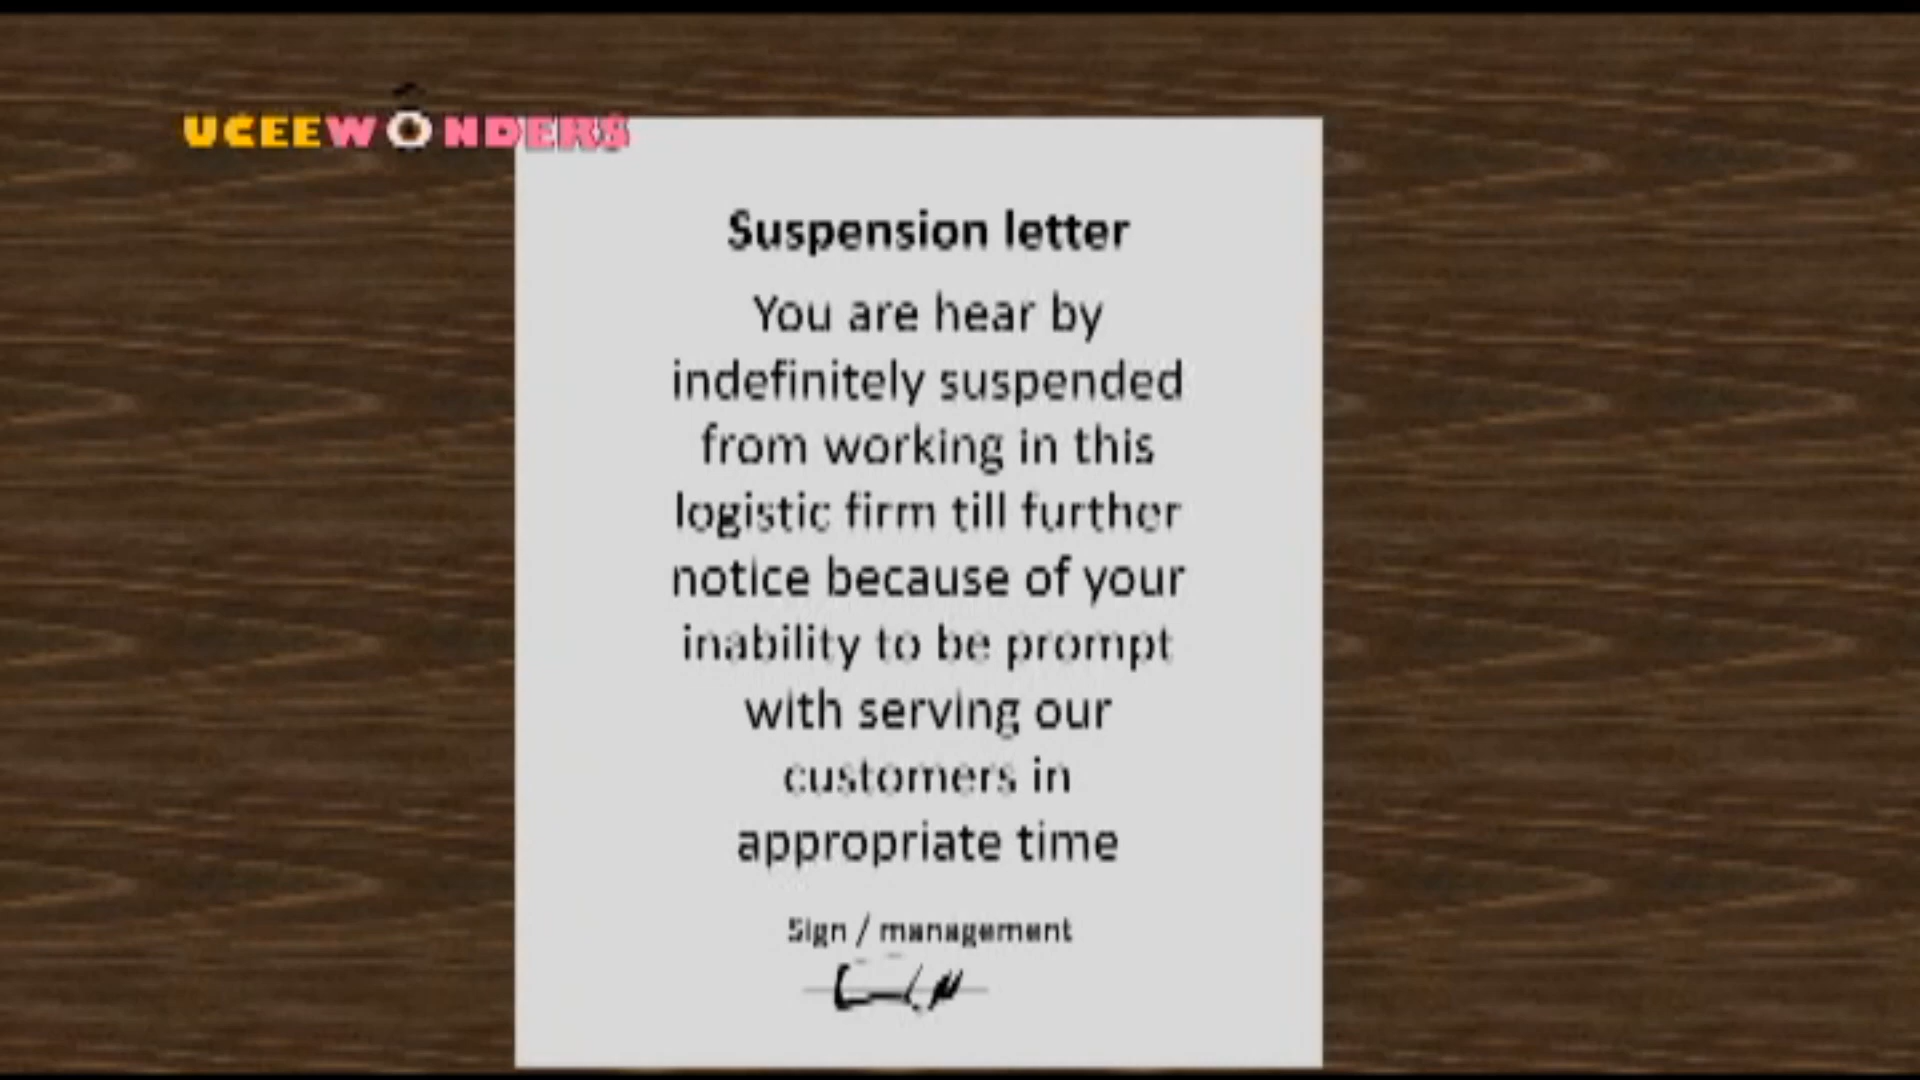 UCEEWONDERS
Suspension letter
You are hear by
indefinitely suspended
from working in this
logistic firm till further
notice because of your
inability to be prompt
with serving our
customers in
appropriate time
Sign / management